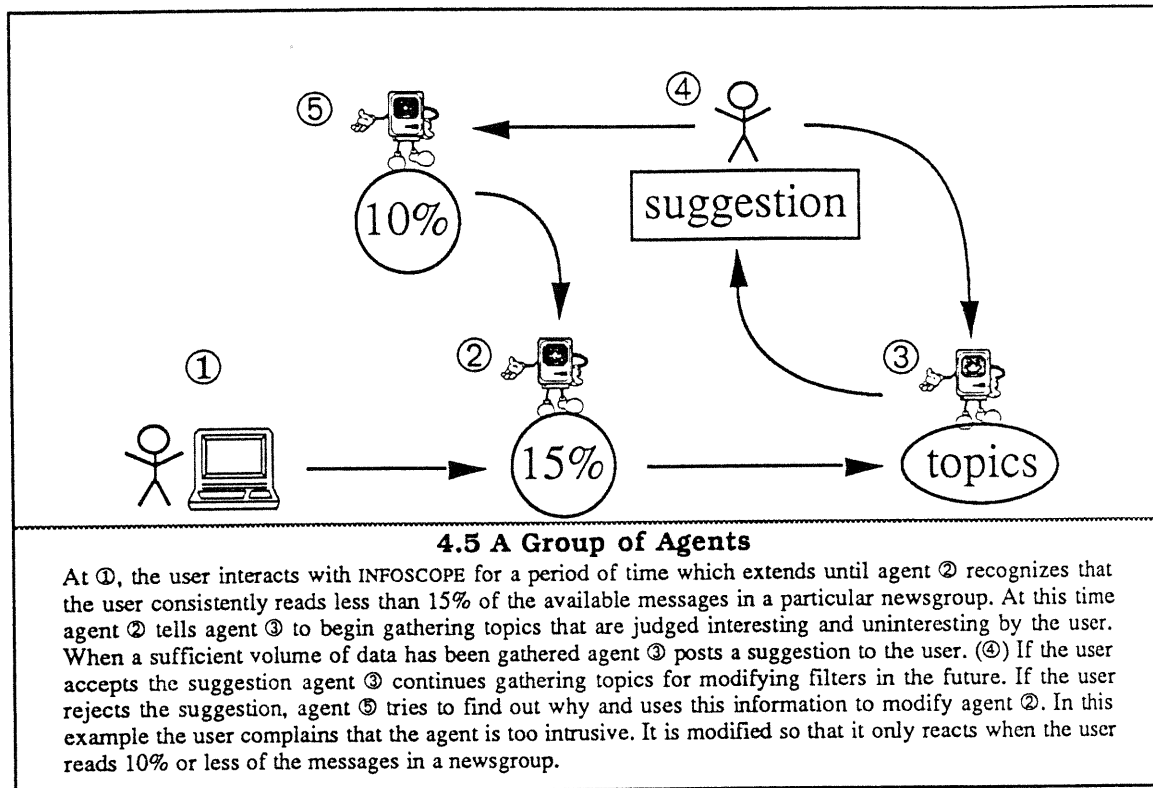 ⑤
④
10%
suggestion
①
②
③
15%
topics
4.5 A Group of Agents
At ①, the user interacts with INFOSCOPE for a period of time which extends until agent ② recognizes that
the user consistently reads less than 15% of the available messages in a particular newsgroup. At this time
agent ② tells agent ③ to begin gathering topics that are judged interesting and uninteresting by the user.
When a sufficient volume of data has been gathered agent ③ posts a suggestion to the user. (④) If the user
accepts the suggestion agent ③ continues gathering topics for modifying filters in the future. If the user
rejects the suggestion, agent ⑤ tries to find out why and uses this information to modify agent ②. In this
example the user complains that the agent is too intrusive. It is modified so that it only reacts when the user
reads 10% or less of the messages in a newsgroup.